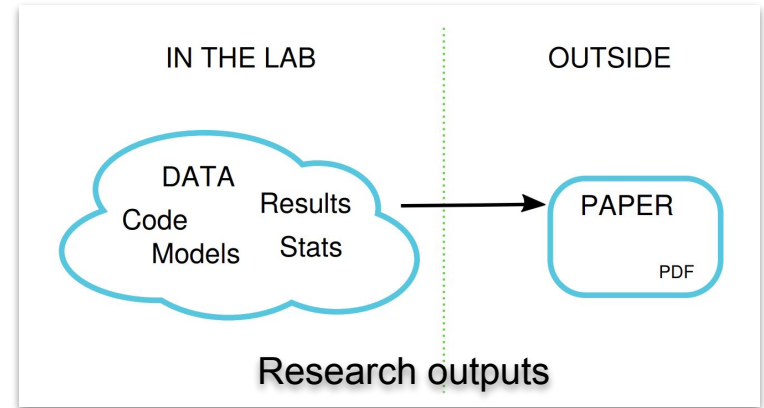 IN THE LAB
OUTSIDE
DATA
Results
Code
Models
Stats
PAPER
PDF
Research outputs